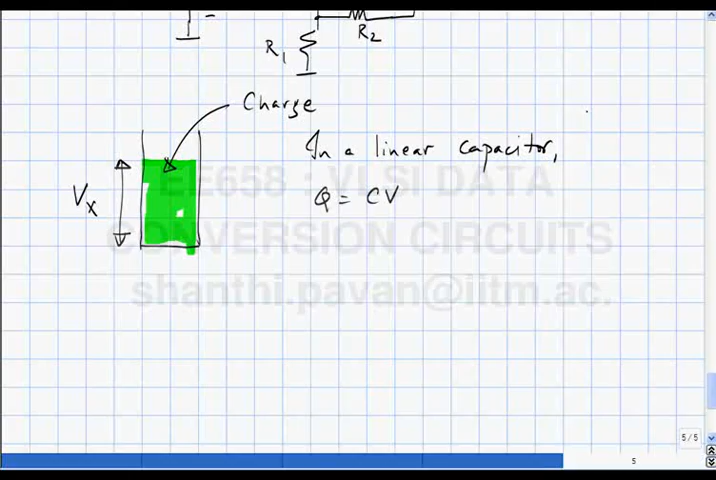 R2
R1
Charge
In a linear capacitor,
Vx
Q = CV
EE658 : VLSI DATA
CONVERSION CIRCUITS
shanthi.pavan@iitm.ac.
5 / 5
5